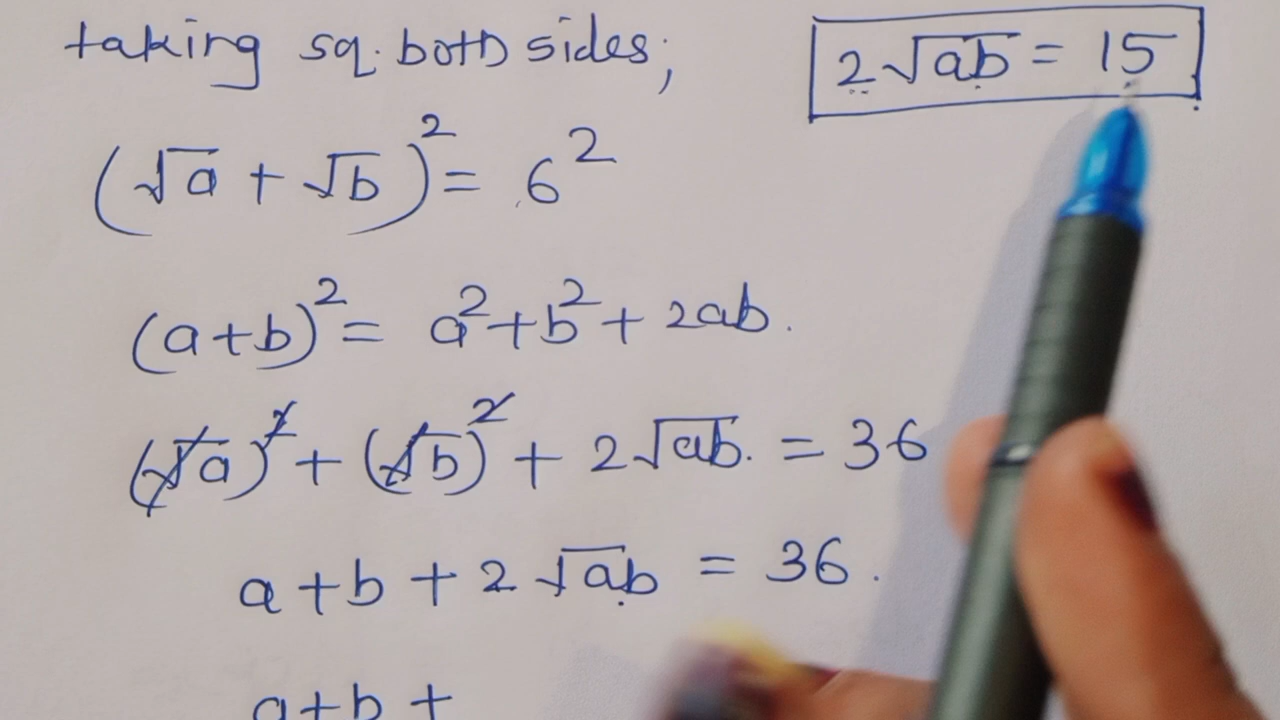 taking sq. both sides;
2√ab = 15
(√a + √b)² = 6²
(a+b)² = a²+b²+2ab.
(√a)²+(√b)²+2√ab. = 36
a+b+2√ab = 36.
a+b+